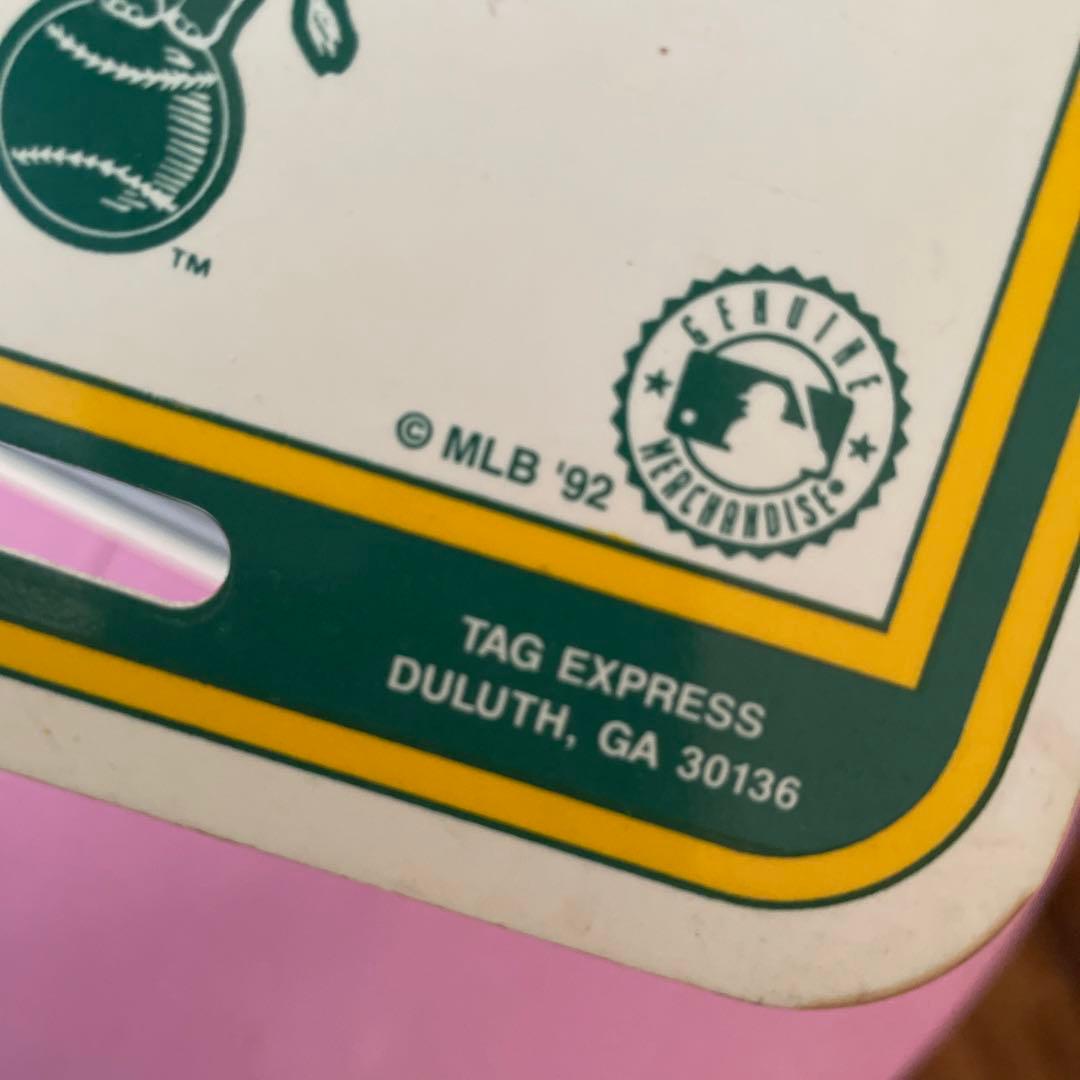 TM
GENUINE
MERCHANDISE
© MLB '92
TAG EXPRESS
DULUTH, GA 30136